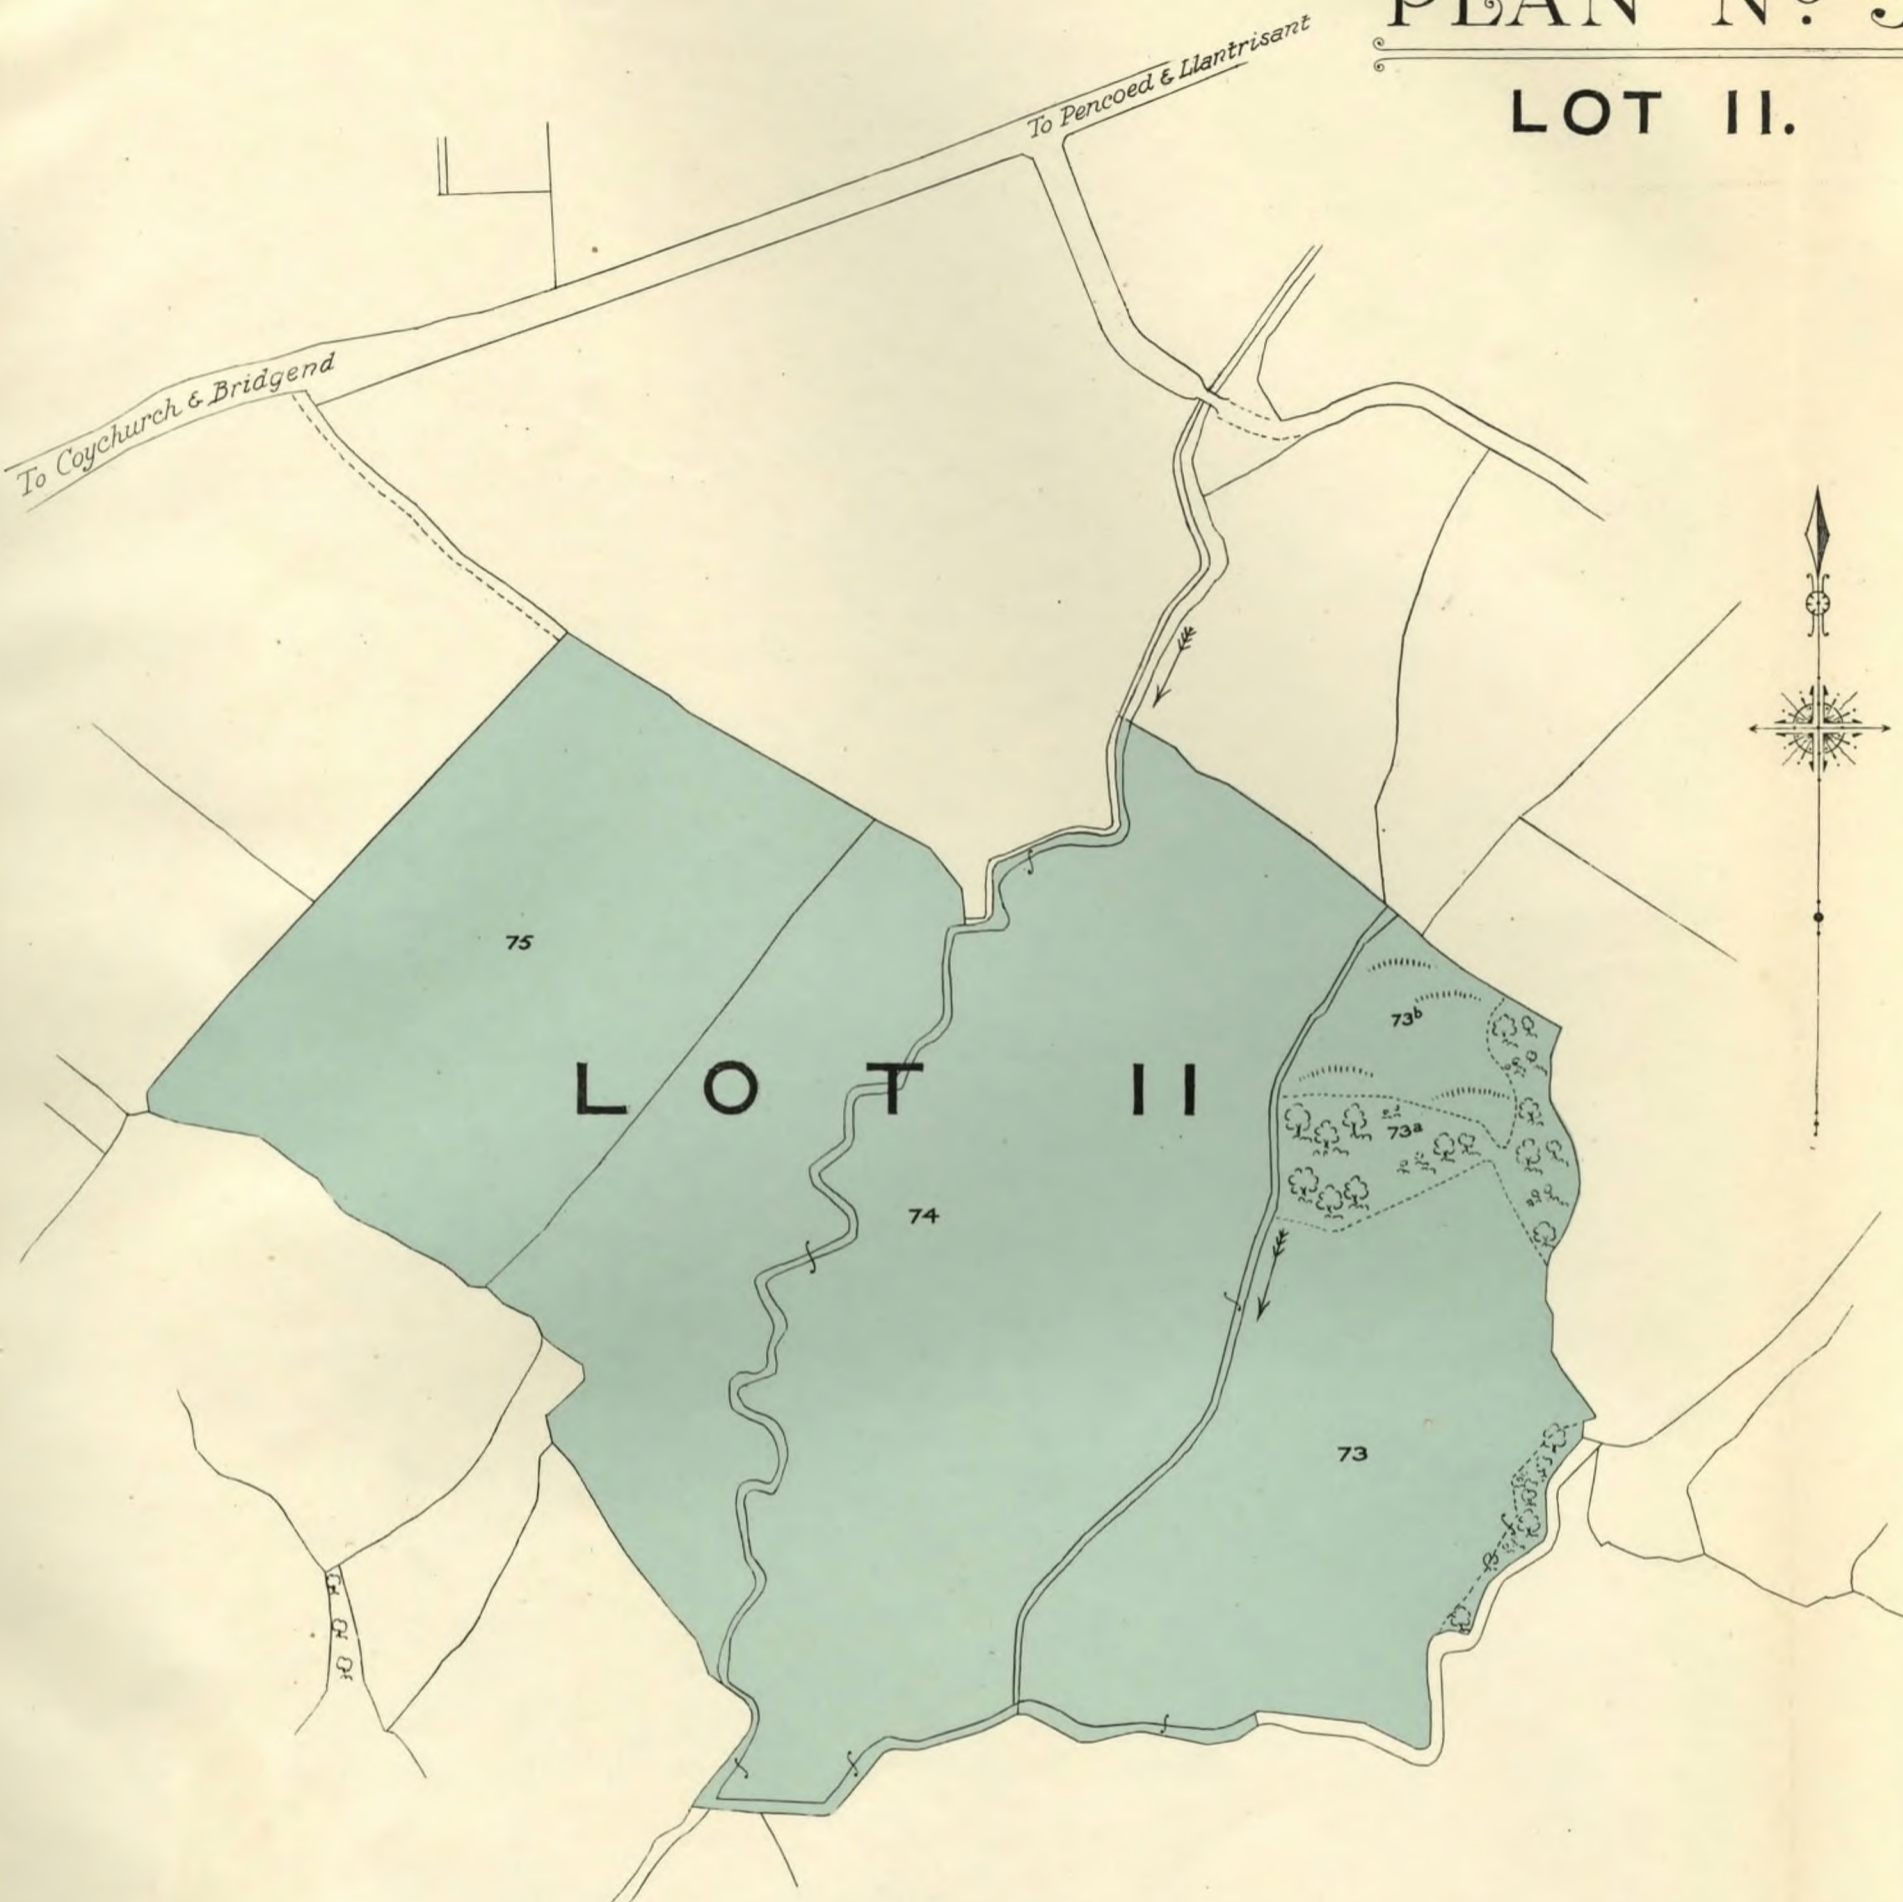 PLAN No.
LOT II.
To Pencoed & Llantrisant
To Coychurch & Bridgend
75
73b
LOT II
73a
74
73